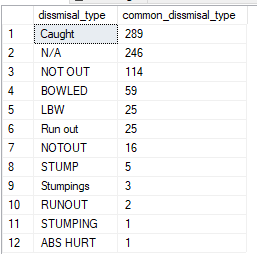 dissmisal_type common_dissmisal_type
1 Caught 289
2 N/A 246
3 NOT OUT 114
4 BOWLED 59
5 LBW 25
6 Run out 25
7 NOTOUT 16
8 STUMP 5
9 Stumpings 3
10 RUNOUT 2
11 STUMPING 1
12 ABS HURT 1